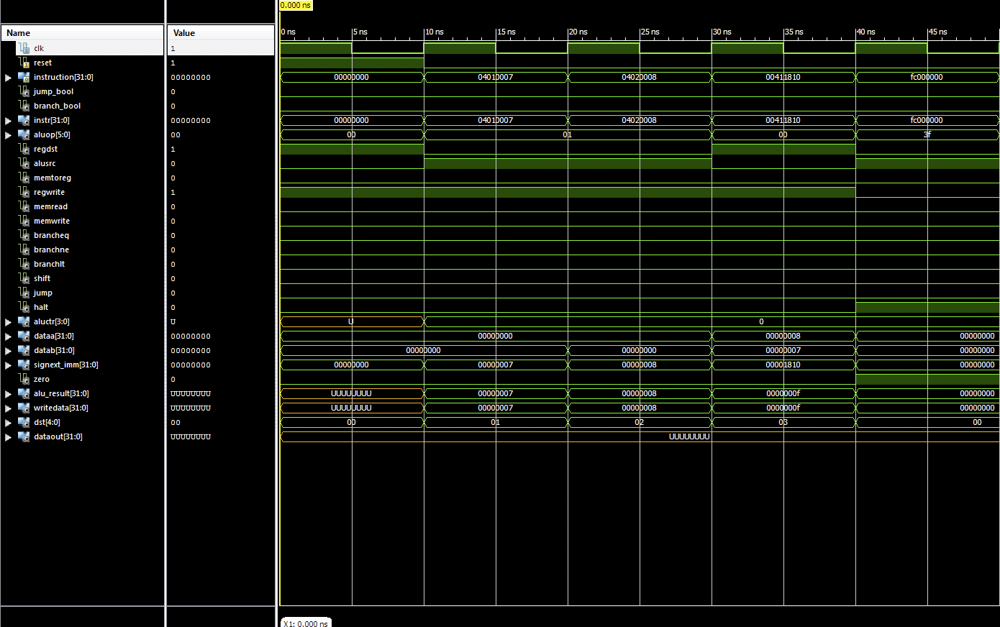 0.000 ns
Name Value 0 ns 5 ns 10 ns 15 ns 20 ns 25 ns 30 ns 35 ns 40 ns 45 ns
clk 1
reset 1
instruction[31:0] 00000000 00000000 04010007 04020008 00411810 fc000000
jump_bool 0
branch_bool 0
instr[31:0] 00000000 00000000 04010007 04020008 00411810 fc000000
aluop[5:0] 00 00 01 00 3f
regdst 1
alusrc 0
memtoreg 0
regwrite 1
memread 0
memwrite 0
brancheq 0
branchne 0
branchlt 0
shift 0
jump 0
halt 0
aluctr[3:0] U U 0
dataa[31:0] 00000000 00000000 00000008 00000000
datab[31:0] 00000000 00000000 00000000 00000007 00000000
signext_imm[31:0] 00000000 00000000 00000007 00000008 00001810 00000000
zero 0
alu_result[31:0] UUUUUUUU UUUUUUUU 00000007 00000008 0000000f 00000000
writedata[31:0] UUUUUUUU UUUUUUUU 00000007 00000008 0000000f 00000000
dst[4:0] 00 00 01 02 03 00
dataout[31:0] UUUUUUUU UUUUUUUU
X1: 0.000 ns